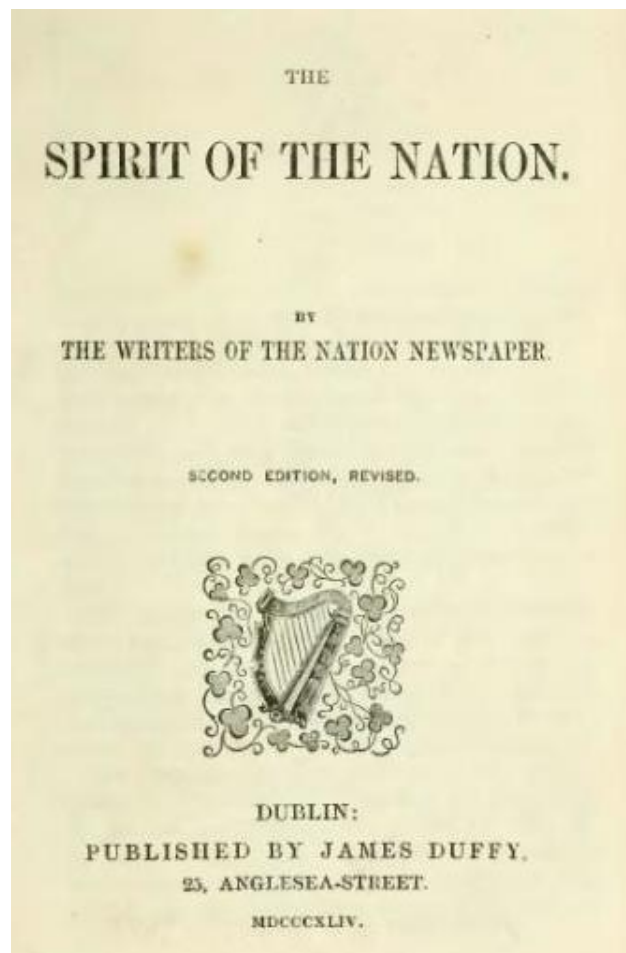 THE
SPIRIT OF THE NATION.
BY
THE WRITERS OF THE NATION NEWSPAPER.
SECOND EDITION, REVISED.
DUBLIN:
PUBLISHED BY JAMES DUFFY,
25, ANGLESEA-STREET.
MDCCCXLIV.